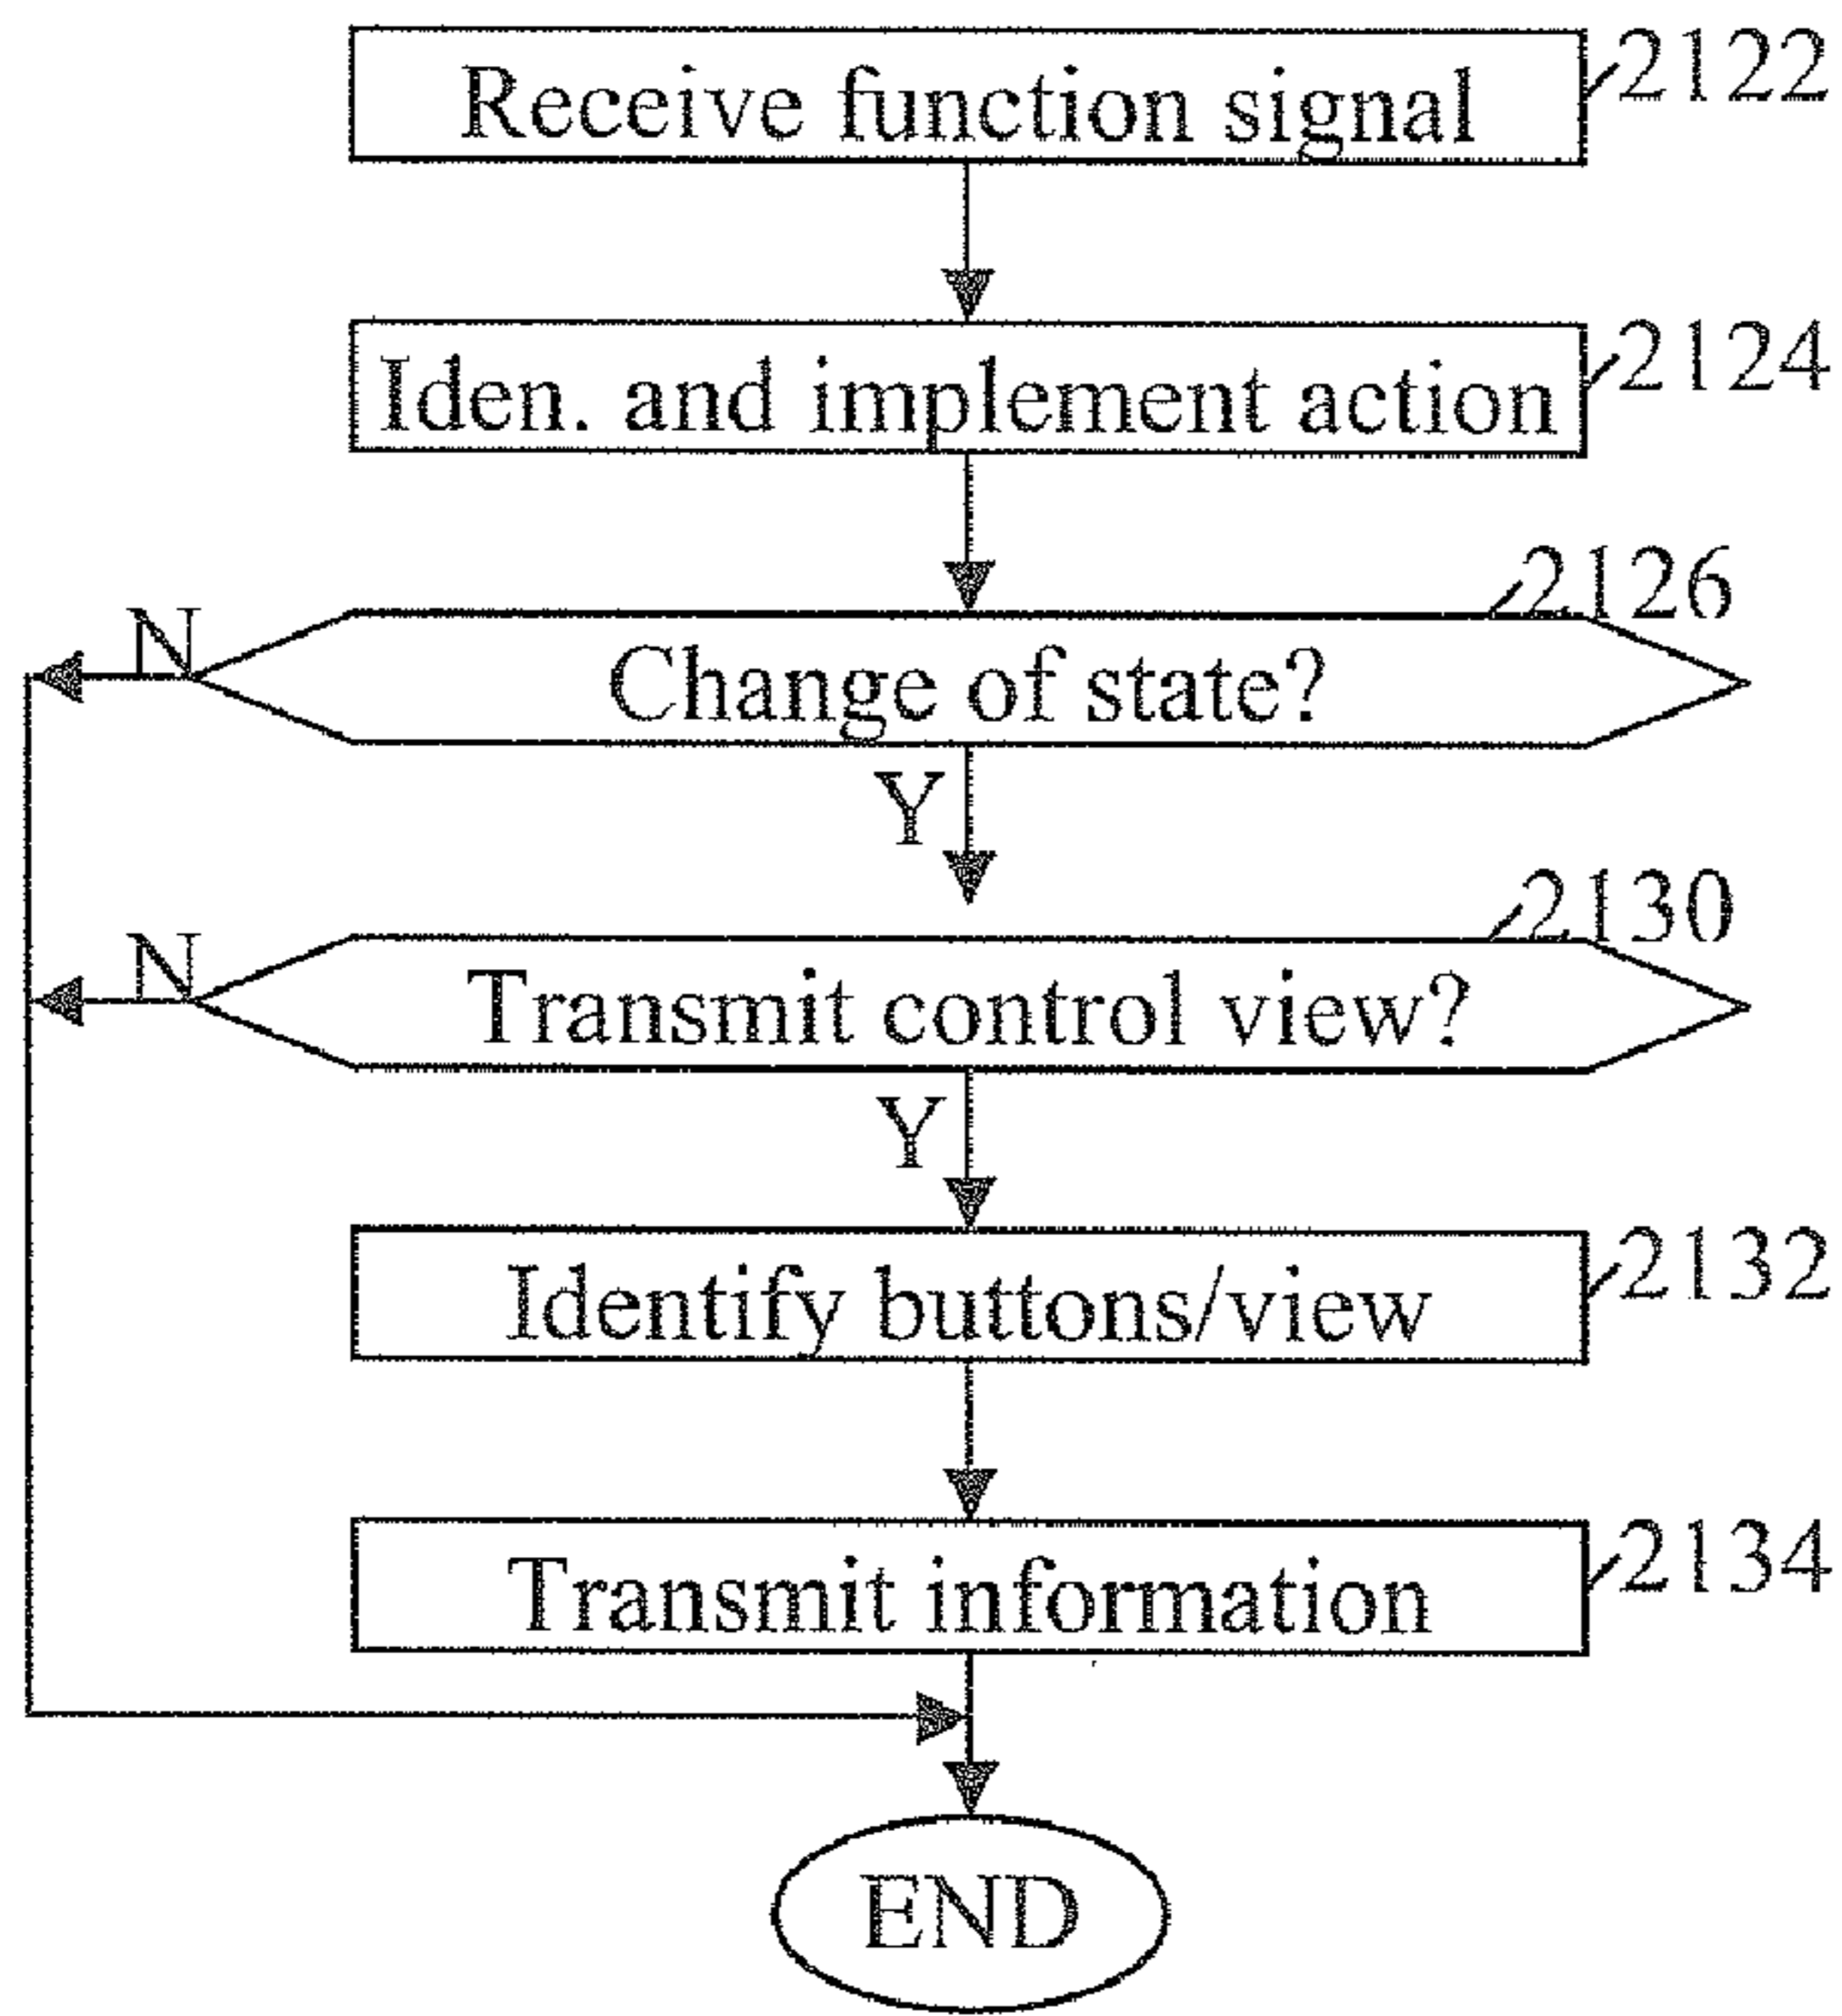 Receive function signal 2122
Iden. and implement action 2124
2126
N
Change of state?
Y
2130
N
Transmit control view?
Y
Identify buttons/view 2132
Transmit information 2134
END